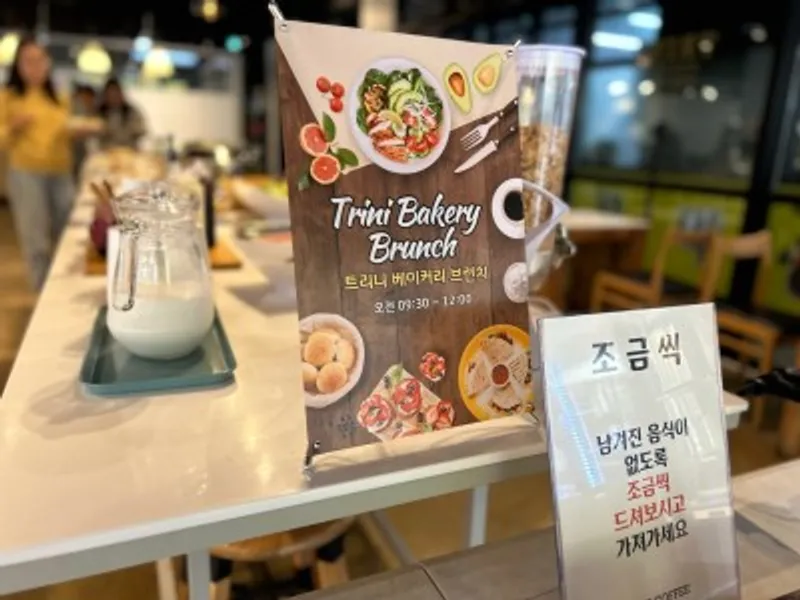 Trini Bakery
Brunch
트리니 베이커리 브런치
오전 09:30 - 12:00
조금씩
남겨진 음식이
없도록
조금씩
드셔보시고
가져가세요
COFFEE